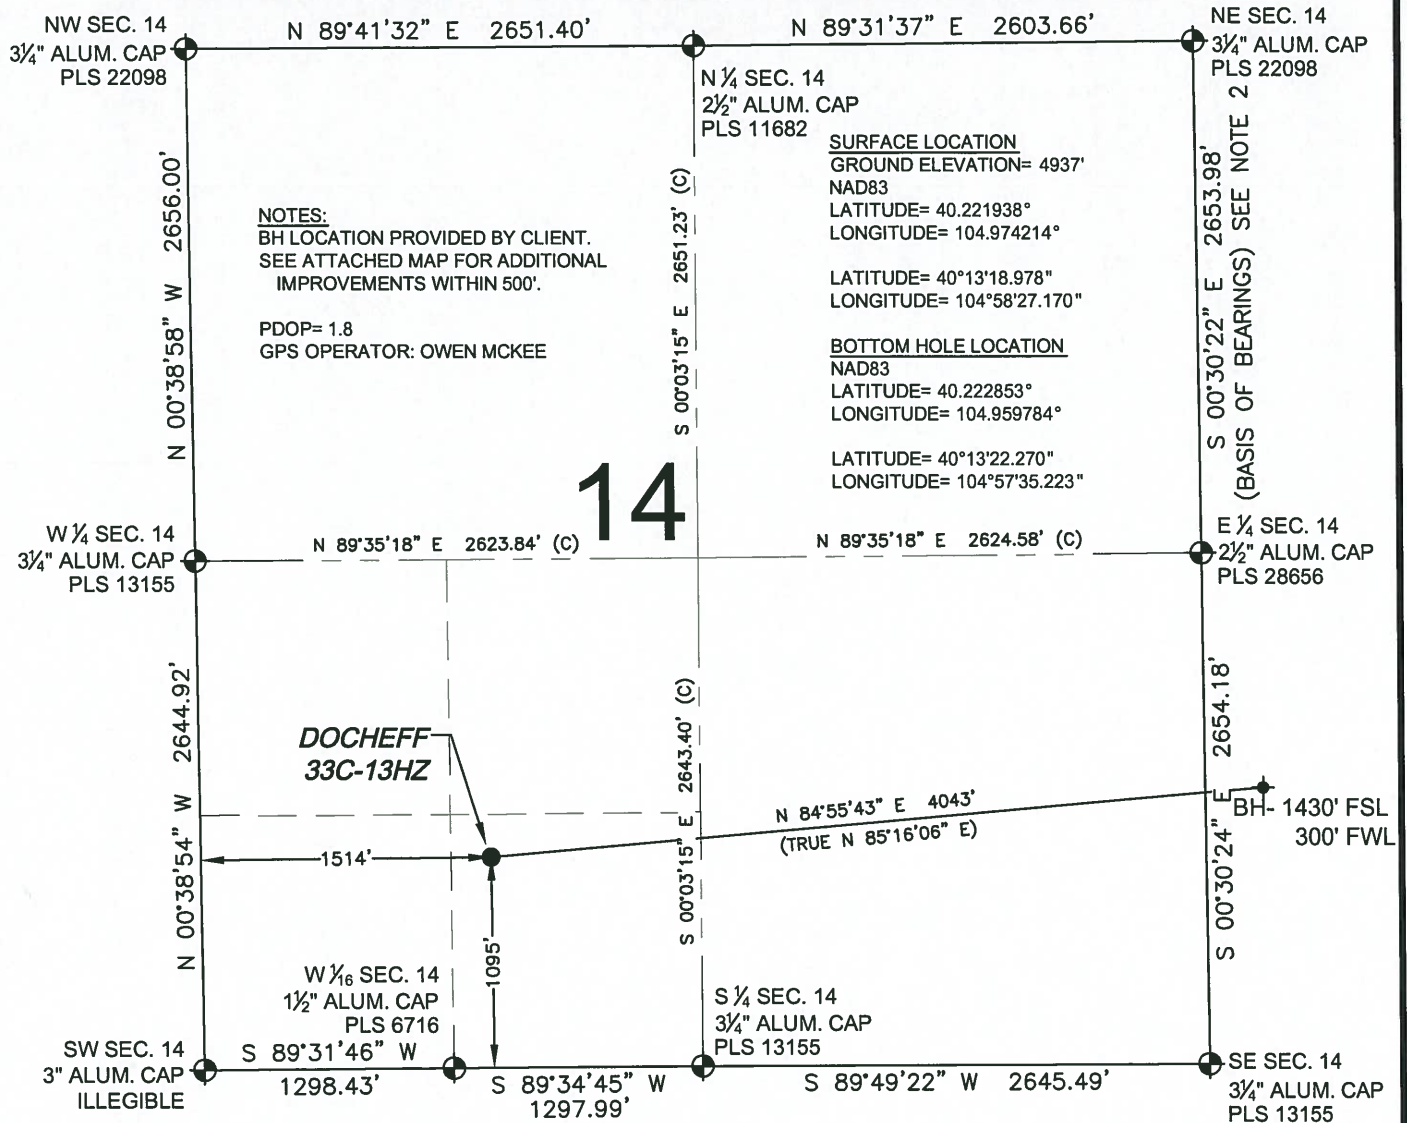 NW SEC. 14
3¼" ALUM. CAP
PLS 22098
N 89°41'32" E 2651.40'
N 89°31'37" E 2603.66'
NE SEC. 14
3¼" ALUM. CAP
PLS 22098
N ¼ SEC. 14
2½" ALUM. CAP
PLS 11682
N 00°38'58" W 2656.00'
NOTES:
BH LOCATION PROVIDED BY CLIENT.
SEE ATTACHED MAP FOR ADDITIONAL
IMPROVEMENTS WITHIN 500'.
PDOP= 1.8
GPS OPERATOR: OWEN MCKEE
S 00°03'15" E 2651.23' (C)
SURFACE LOCATION
GROUND ELEVATION= 4937'
NAD83
LATITUDE= 40.221938°
LONGITUDE= 104.974214°
LATITUDE= 40°13'18.978"
LONGITUDE= 104°58'27.170"
BOTTOM HOLE LOCATION
NAD83
LATITUDE= 40.222853°
LONGITUDE= 104.959784°
LATITUDE= 40°13'22.270"
LONGITUDE= 104°57'35.223"
S 00°30'22" E 2653.98'
(BASIS OF BEARINGS) SEE NOTE 2
14
W ¼ SEC. 14
3¼" ALUM. CAP
PLS 13155
N 89°35'18" E 2623.84' (C)
N 89°35'18" E 2624.58' (C)
E ¼ SEC. 14
2½" ALUM. CAP
PLS 28656
N 00°38'54" W 2644.92'
DOCHEFF
33C-13HZ
S 00°03'15" E 2643.40' (C)
N 84°55'43" E 4043'
(TRUE N 85°16'06" E)
S 00°30'24" E 2654.18'
BH- 1430' FSL
300' FWL
1514'
1095'
W 1⁄16 SEC. 14
1½" ALUM. CAP
PLS 6716
S ¼ SEC. 14
3¼" ALUM. CAP
PLS 13155
SW SEC. 14
3" ALUM. CAP
ILLEGIBLE
S 89°31'46" W
1298.43'
S 89°34'45" W
1297.99'
S 89°49'22" W 2645.49'
SE SEC. 14
3¼" ALUM. CAP
PLS 13155